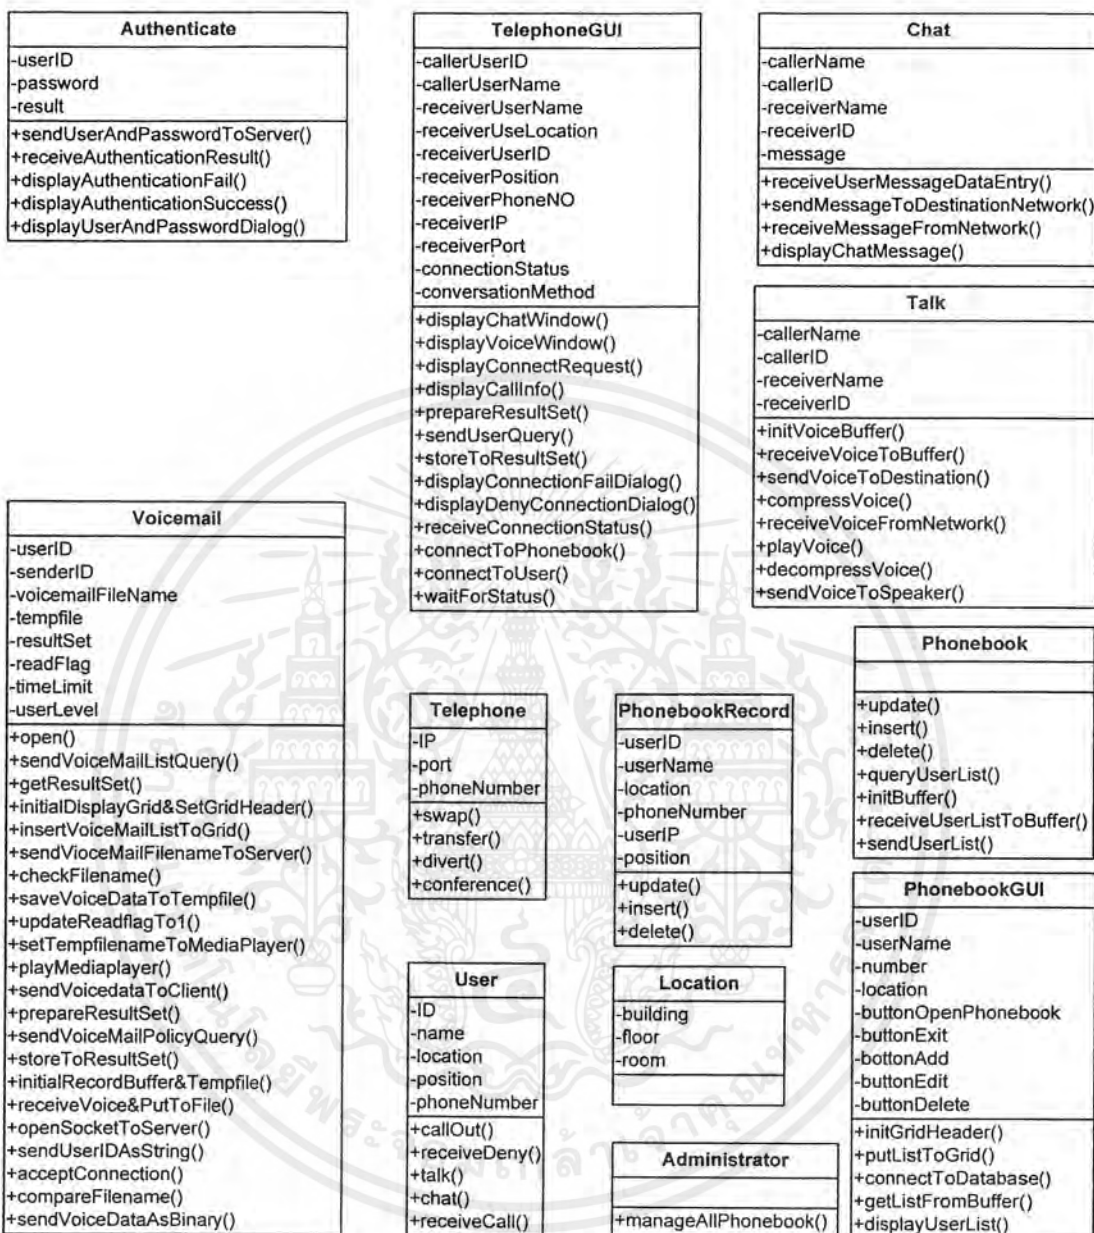 Authenticate
-userID
-password
-result
+sendUserAndPasswordToServer()
+receiveAuthenticationResult()
+displayAuthenticationFail()
+displayAuthenticationSuccess()
+displayUserAndPasswordDialog()
TelephoneGUI
-callerUserID
-callerUserName
-receiverUserName
-receiverUseLocation
-receiverUserID
-receiverPosition
-receiverPhoneNO
-receiverIP
-receiverPort
-connectionStatus
-conversationMethod
+displayChatWindow()
+displayVoiceWindow()
+displayConnectRequest()
+displayCallInfo()
+prepareResultSet()
+sendUserQuery()
+storeToResultSet()
+displayConnectionFailDialog()
+displayDenyConnectionDialog()
+receiveConnectionStatus()
+connectToPhonebook()
+connectToUser()
+waitForStatus()
Chat
-callerName
-callerID
-receiverName
-receiverID
-message
+receiveUserMessageDataEntry()
+sendMessageToDestinationNetwork()
+receiveMessageFromNetwork()
+displayChatMessage()
Talk
-callerName
-callerID
-receiverName
-receiverID
+initVoiceBuffer()
+receiveVoiceToBuffer()
+sendVoiceToDestination()
+compressVoice()
+receiveVoiceFromNetwork()
+playVoice()
+decompressVoice()
+sendVoiceToSpeaker()
Voicemail
-userID
-senderID
-voicemailFileName
-tempfile
-resultSet
-readFlag
-timeLimit
-userLevel
+open()
+sendVoiceMailListQuery()
+getResultSet()
+initialDisplayGrid&SetGridHeader()
+insertVoiceMailListToGrid()
+sendVioceMailFilenameToServer()
+checkFilename()
+saveVoiceDataToTempfile()
+updateReadflagTo1()
+setTempfilenameToMediaPlayer()
+playMediaplayer()
+sendVoicedataToClient()
+prepareResultSet()
+sendVoiceMailPolicyQuery()
+storeToResultSet()
+initialRecordBuffer&Tempfile()
+receiveVoice&PutToFile()
+openSocketToServer()
+sendUserIDAsString()
+acceptConnection()
+compareFilename()
+sendVoiceDataAsBinary()
Telephone
-IP
-port
-phoneNumber
+swap()
+transfer()
+divert()
+conference()
PhonebookRecord
-userID
-userName
-location
-phoneNumber
-userIP
-position
+update()
+insert()
+delete()
Phonebook
+update()
+insert()
+delete()
+queryUserList()
+initBuffer()
+receiveUserListToBuffer()
+sendUserList()
User
-ID
-name
-location
-position
-phoneNumber
+callOut()
+receiveDeny()
+talk()
+chat()
+receiveCall()
Location
-building
-floor
-room
Administrator
+manageAllPhonebook()
PhonebookGUI
-userID
-userName
-number
-location
-buttonOpenPhonebook
-buttonExit
-bottonAdd
-buttonEdit
-buttonDelete
+initGridHeader()
+putListToGrid()
+connectToDatabase()
+getListFromBuffer()
+displayUserList()